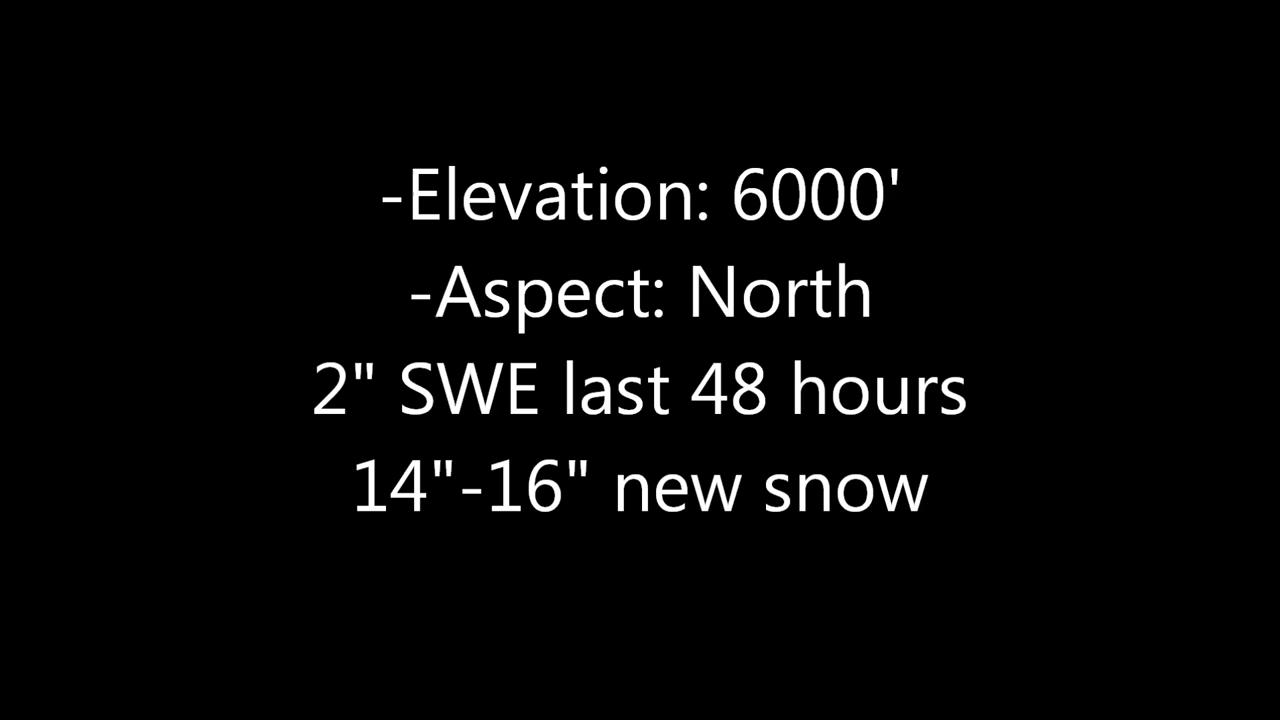 -Elevation: 6000'
-Aspect: North
2" SWE last 48 hours
14"-16" new snow